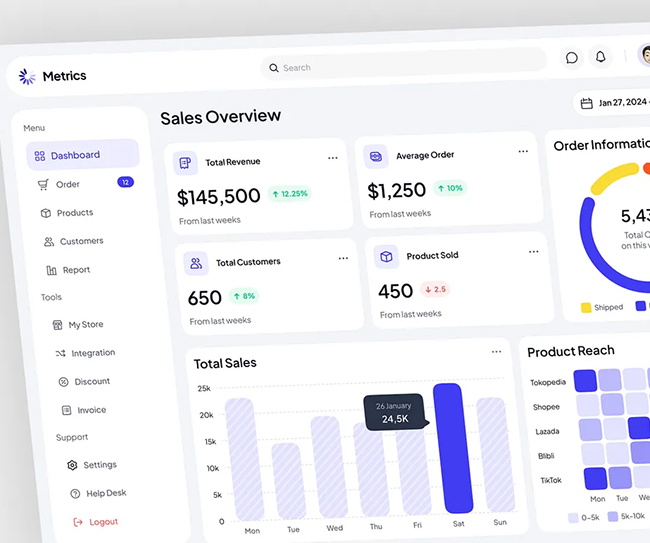 Metrics
Search
Jan 27, 2024
Menu
Dashboard
Order
12
Products
Customers
Report
Tools
My Store
Integration
Discount
Invoice
Support
Settings
Help Desk
Logout
Sales Overview
Total Revenue
$145,500
↑ 12.25%
From last weeks
Average Order
$1,250
↑ 10%
From last weeks
Total Customers
650
↑ 8%
From last weeks
Product Sold
450
↓ 2.5
From last weeks
Order Informatio
5,43
Total
on this
Shipped
Total Sales
25k
20k
15k
10k
5k
0
26 January
24,5K
Mon
Tue
Wed
Thu
Fri
Sat
Sun
Product Reach
Tokopedia
Shopee
Lazada
Blibli
TikTok
Mon
Tue
0-5k
5k-10k